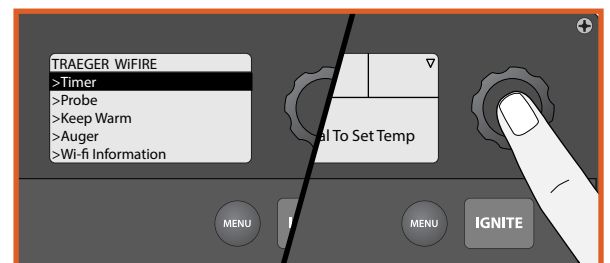 TRAEGER WiFIRE
>Timer
>Probe
>Keep Warm
>Auger
>Wi-fi Information
MENU
al To Set Temp
MENU
IGNITE